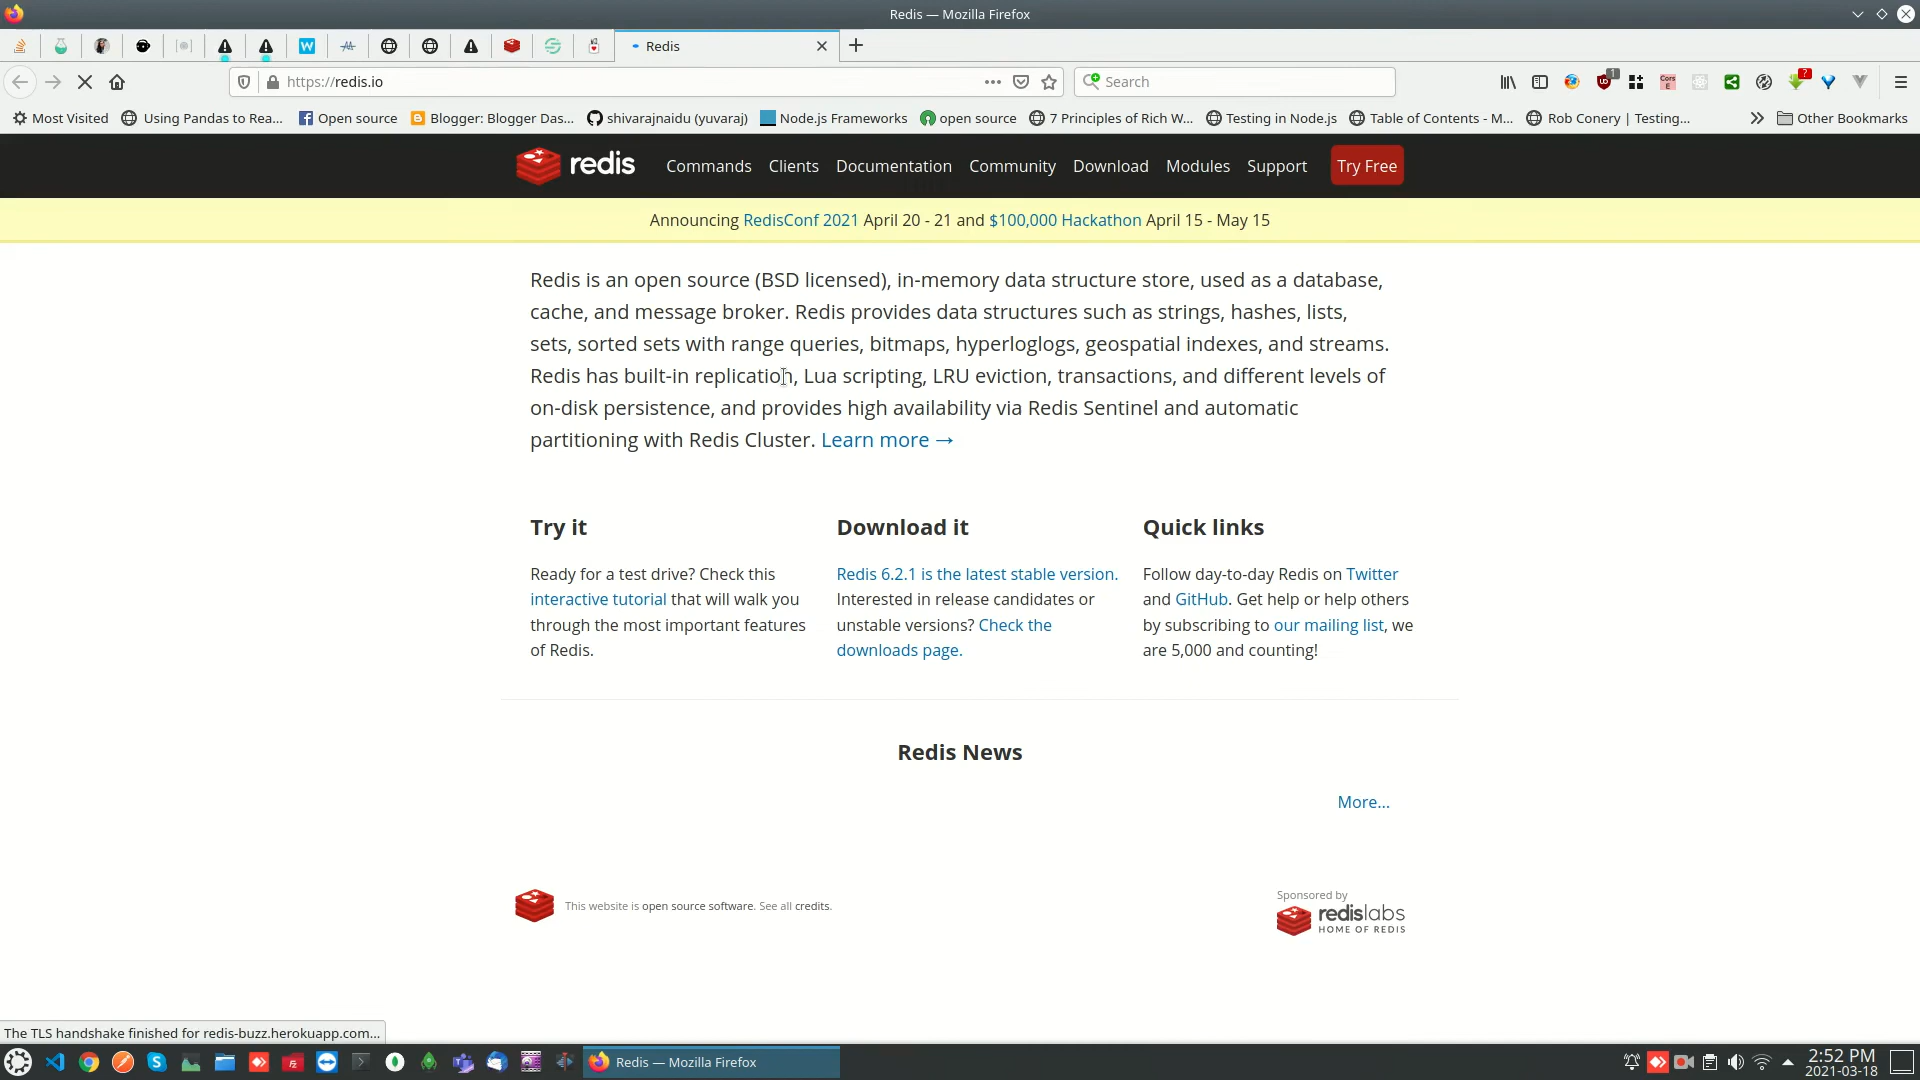 Redis — Mozilla Firefox
Redis
https://redis.io
Search
1
?
Most Visited
Using Pandas to Rea...
Open source
Blogger: Blogger Das...
shivarajnaidu (yuvaraj)
Node.js Frameworks
open source
7 Principles of Rich W...
Testing in Node.js
Table of Contents - M...
Rob Conery | Testing...
Other Bookmarks
redis
Commands
Clients
Documentation
Community
Download
Modules
Support
Try Free
Announcing RedisConf 2021 April 20 - 21 and $100,000 Hackathon April 15 - May 15
Redis is an open source (BSD licensed), in-memory data structure store, used as a database,
cache, and message broker. Redis provides data structures such as strings, hashes, lists,
sets, sorted sets with range queries, bitmaps, hyperloglogs, geospatial indexes, and streams.
Redis has built-in replication, Lua scripting, LRU eviction, transactions, and different levels of
on-disk persistence, and provides high availability via Redis Sentinel and automatic
partitioning with Redis Cluster. Learn more →
Try it
Ready for a test drive? Check this
interactive tutorial that will walk you
through the most important features
of Redis.
Download it
Redis 6.2.1 is the latest stable version.
Interested in release candidates or
unstable versions? Check the
downloads page.
Quick links
Follow day-to-day Redis on Twitter
and GitHub. Get help or help others
by subscribing to our mailing list, we
are 5,000 and counting!
Redis News
More...
This website is open source software. See all credits.
Sponsored by
redislabs
HOME OF REDIS
The TLS handshake finished for redis-buzz.herokuapp.com...
Redis — Mozilla Firefox
2:52 PM
2021-03-18